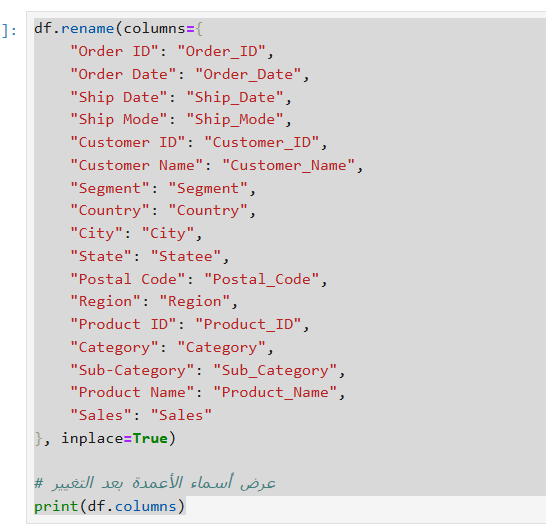 ]: df.rename(columns={
    "Order ID": "Order_ID",
    "Order Date": "Order_Date",
    "Ship Date": "Ship_Date",
    "Ship Mode": "Ship_Mode",
    "Customer ID": "Customer_ID",
    "Customer Name": "Customer_Name",
    "Segment": "Segment",
    "Country": "Country",
    "City": "City",
    "State": "Statee",
    "Postal Code": "Postal_Code",
    "Region": "Region",
    "Product ID": "Product_ID",
    "Category": "Category",
    "Sub-Category": "Sub_Category",
    "Product Name": "Product_Name",
    "Sales": "Sales"
}, inplace=True)
# عرض أسماء الأعمدة بعد التغيير
print(df.columns)